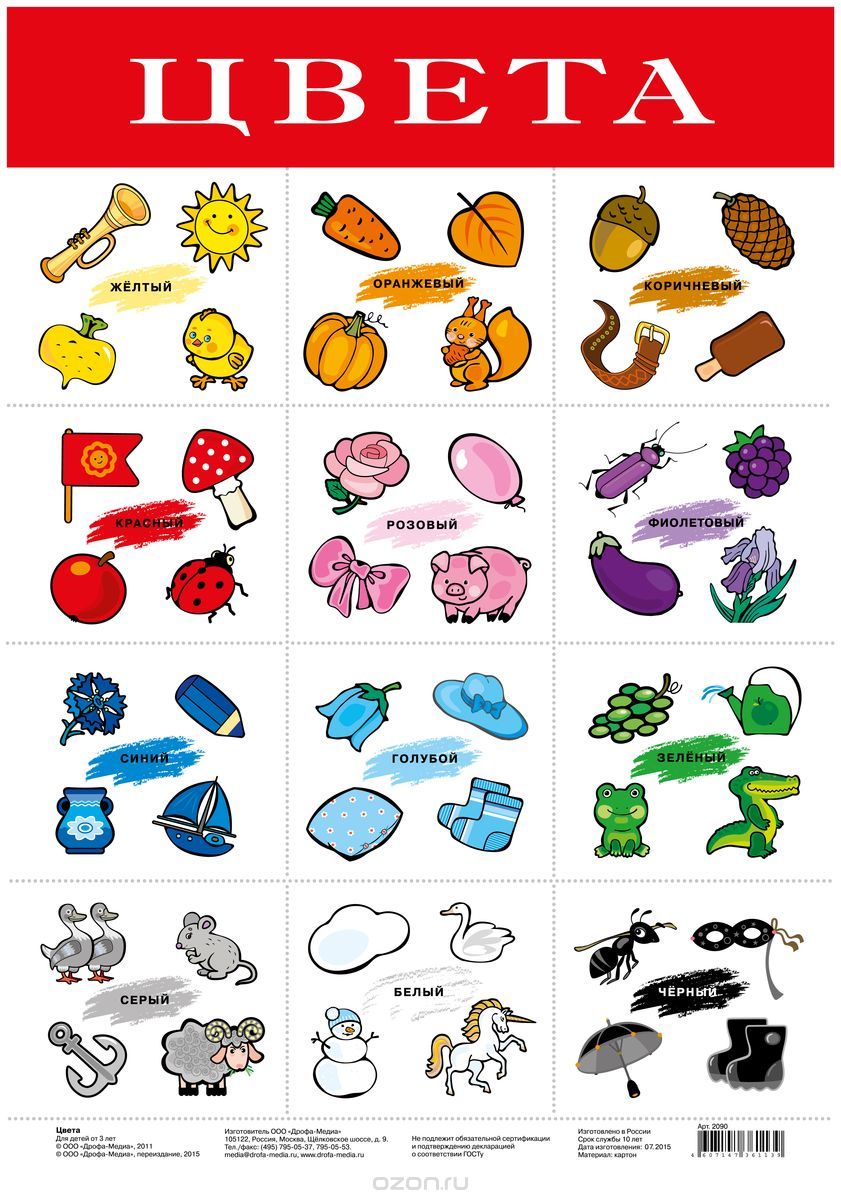 ЦВЕТА
ЖЁЛТЫЙ
ОРАНЖЕВЫЙ
КОРИЧНЕВЫЙ
КРАСНЫЙ
РОЗОВЫЙ
ФИОЛЕТОВЫЙ
СИНИЙ
ГОЛУБОЙ
ЗЕЛЁНЫЙ
СЕРЫЙ
БЕЛЫЙ
ЧЁРНЫЙ
Цвета
Для детей от 3 лет
© ООО «Дрофа-Медиа», 2011
© ООО «Дрофа-Медиа», переиздание, 2015
Изготовитель ООО «Дрофа-Медиа»
105122, Россия, Москва, Щёлковское шоссе, д. 9.
Тел./факс: (495) 795-05-37, 795-05-53.
media@drofa-media.ru, www.drofa-media.ru
Не подлежит обязательной сертификации
и подтверждению декларацией
о соответствии ГОСТу
Изготовлено в России
Срок службы 10 лет
Дата изготовления: 07.2015
Материал: картон
Арт. 2090
4 607147 361139
ozon.ru